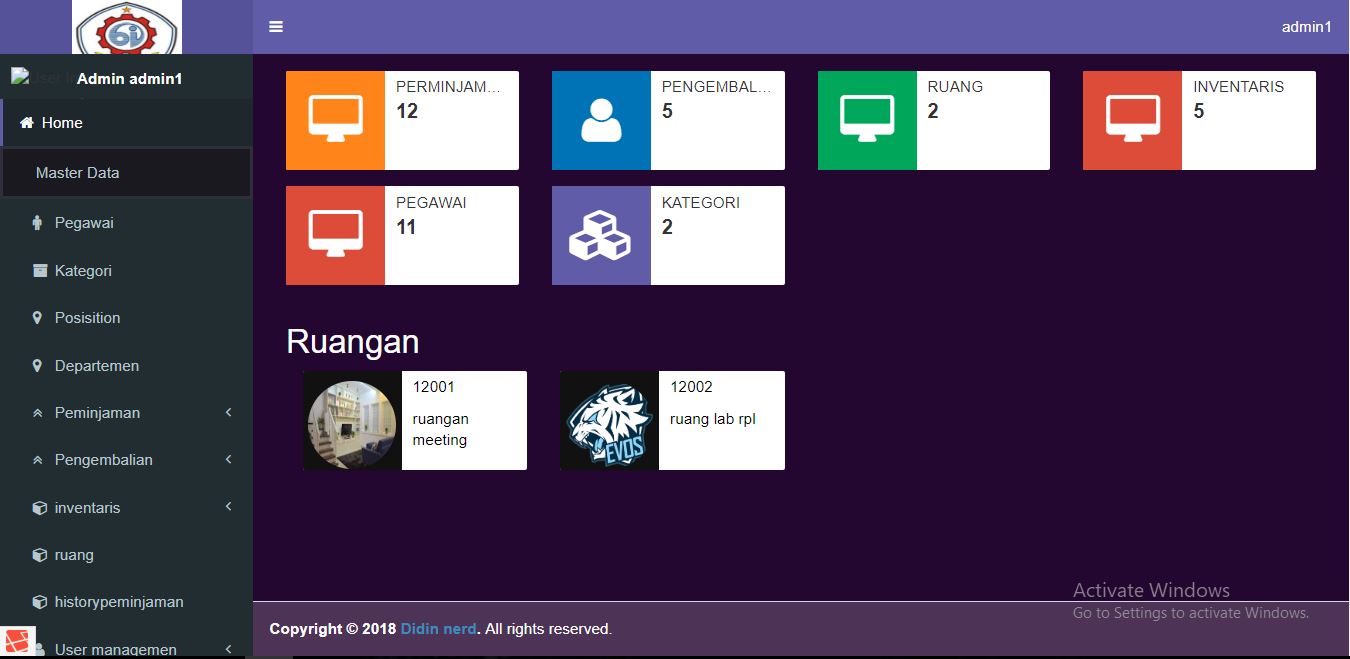 6i
admin1
User I
Admin admin1
Home
Master Data
Pegawai
Kategori
Posisition
Departemen
Peminjaman
Pengembalian
inventaris
ruang
historypeminjaman
User managemen
PERMINJAM...
12
PENGEMBAL...
5
RUANG
2
INVENTARIS
5
PEGAWAI
11
KATEGORI
2
Ruangan
12001
ruangan
meeting
EVOS
12002
ruang lab rpl
Activate Windows
Go to Settings to activate Windows.
Copyright © 2018 Didin nerd. All rights reserved.